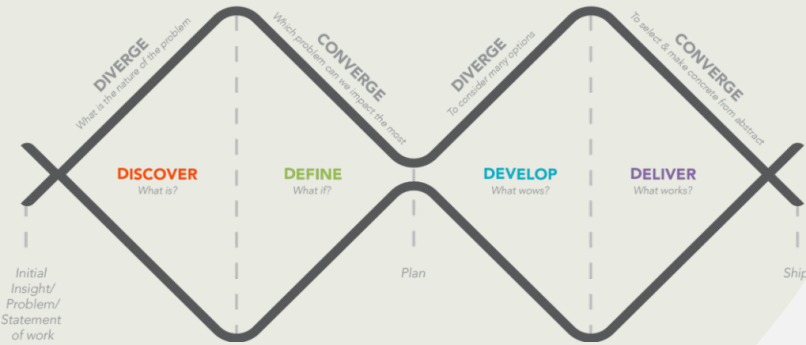 DIVERGE
What is the nature of the problem
Which problem can we impact the most
CONVERGE
DIVERGE
To consider many options
To select & make concrete from abstract
CONVERGE
DISCOVER
What is?
DEFINE
What if?
DEVELOP
What wows?
DELIVER
What works?
Initial
Insight/
Problem/
Statement
of work
Plan
Ship